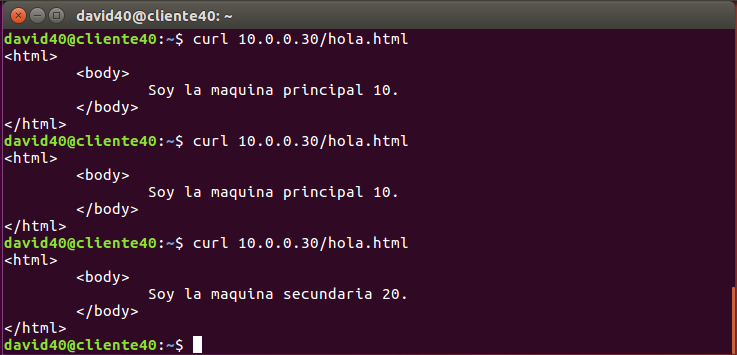 david40@cliente40: ~
david40@cliente40:~$ curl 10.0.0.30/hola.html
<html>
        <body>
                Soy la maquina principal 10.
        </body>
</html>
david40@cliente40:~$ curl 10.0.0.30/hola.html
<html>
        <body>
                Soy la maquina principal 10.
        </body>
</html>
david40@cliente40:~$ curl 10.0.0.30/hola.html
<html>
        <body>
                Soy la maquina secundaria 20.
        </body>
</html>
david40@cliente40:~$